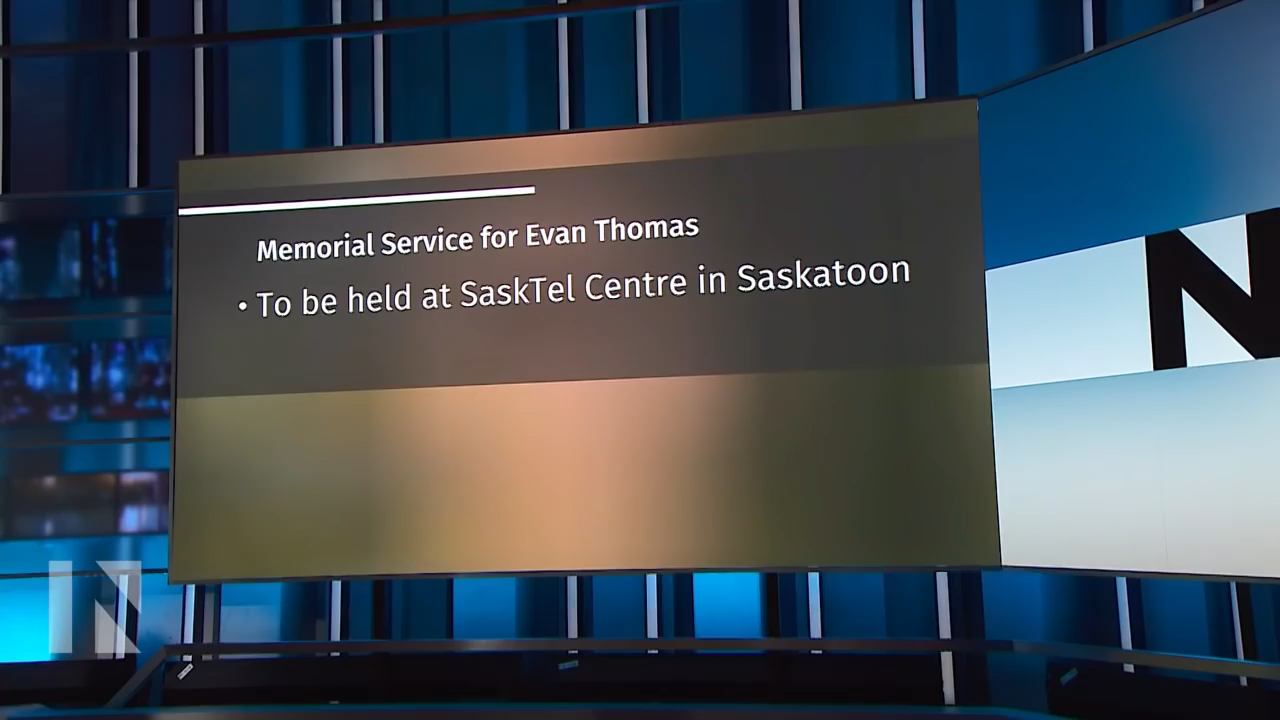 Memorial Service for Evan Thomas
• To be held at SaskTel Centre in Saskatoon
N
N